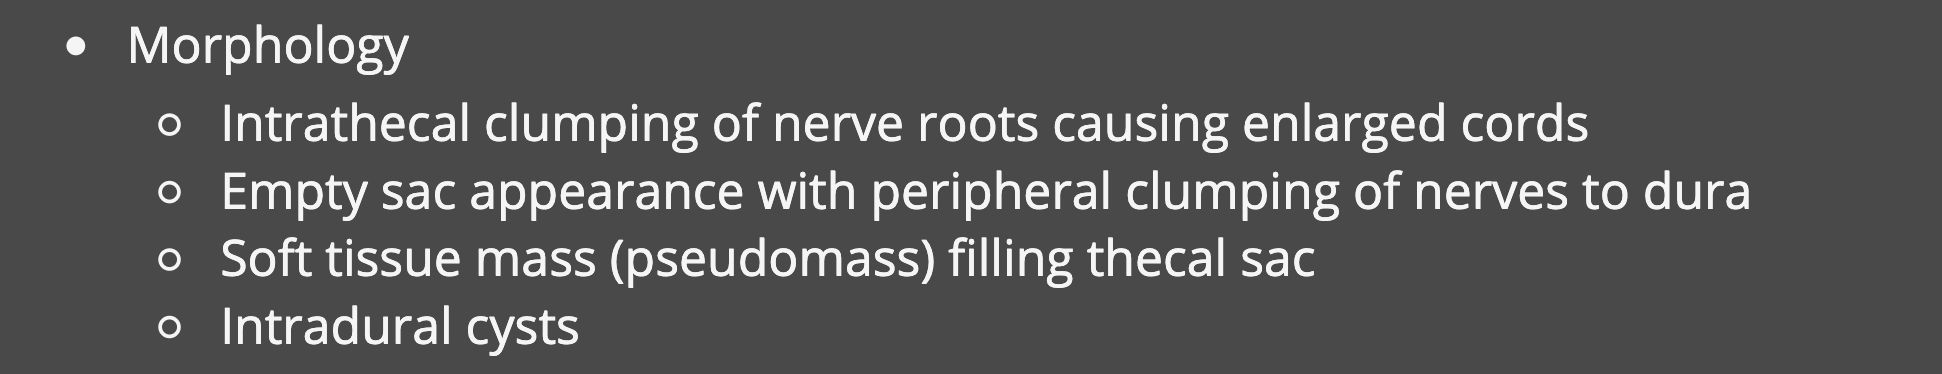 • Morphology
○ Intrathecal clumping of nerve roots causing enlarged cords
○ Empty sac appearance with peripheral clumping of nerves to dura
○ Soft tissue mass (pseudomass) filling thecal sac
○ Intradural cysts